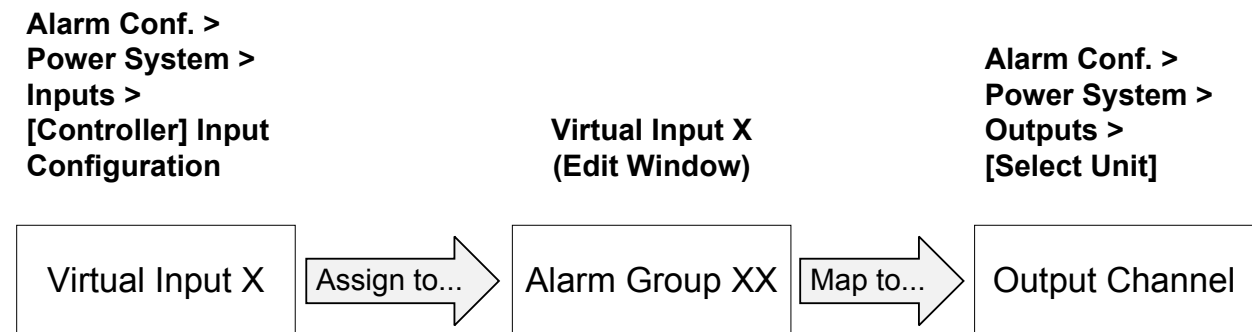 Alarm Conf. >
Power System >
Inputs >
[Controller] Input
Configuration
Virtual Input X
(Edit Window)
Alarm Conf. >
Power System >
Outputs >
[Select Unit]
Virtual Input X
Assign to...
Alarm Group XX
Map to...
Output Channel